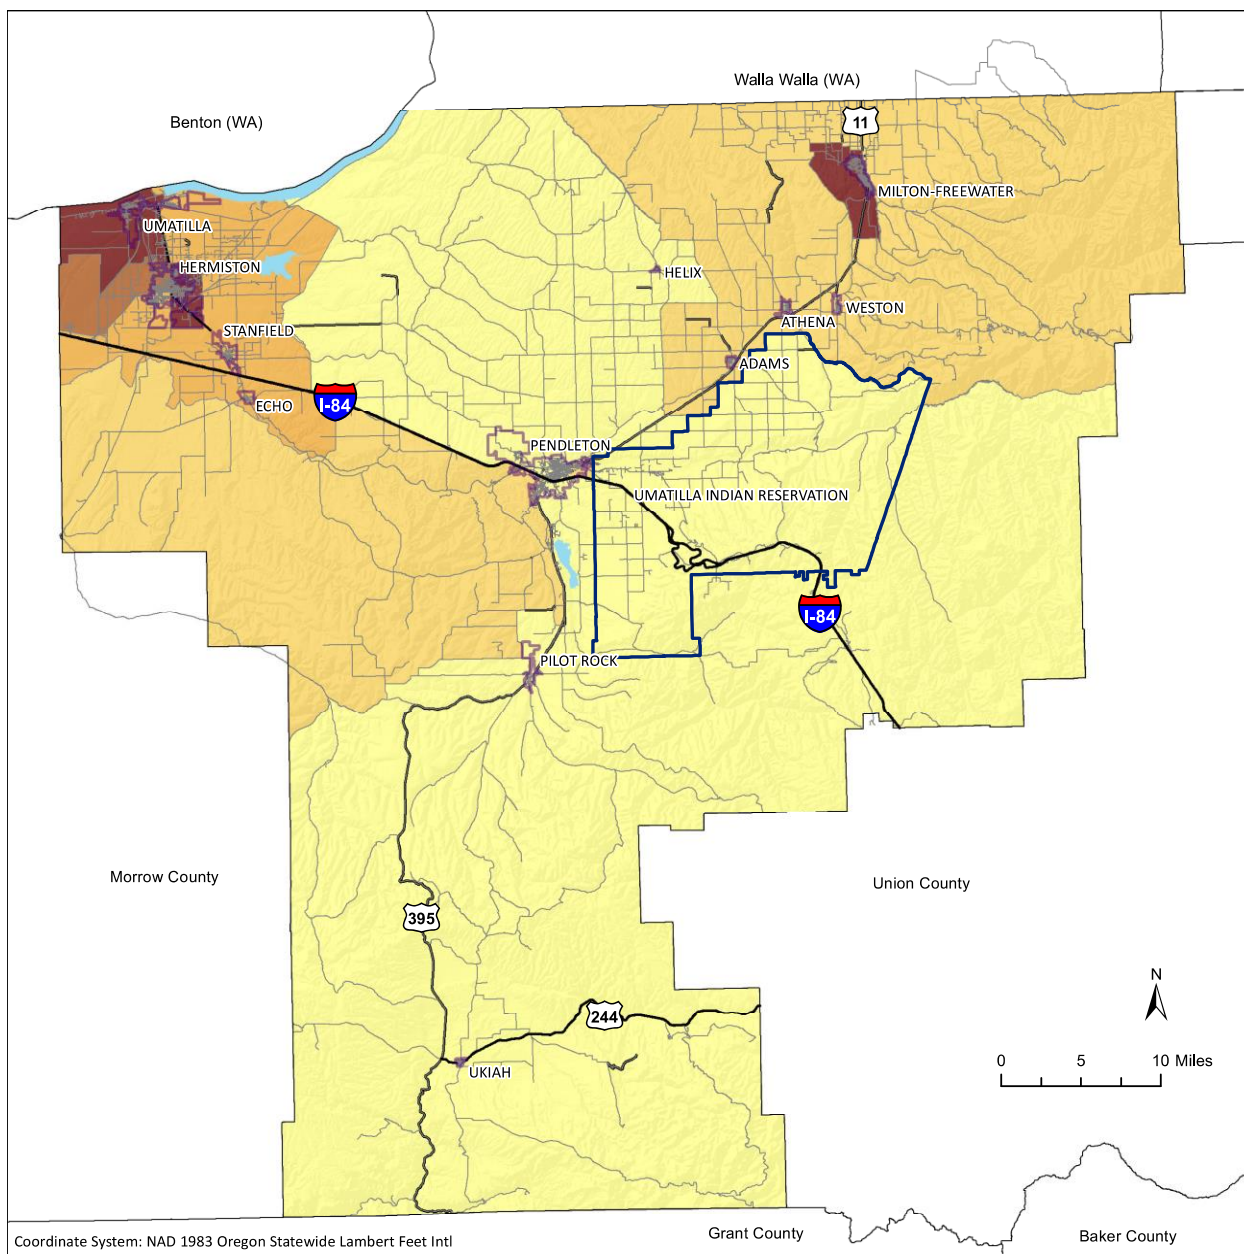 Walla Walla (WA)
Benton (WA)
11
MILTON-FREEWATER
UMATILLA
HERMISTON
HELIX
WESTON
STANFIELD
ATHENA
ADAMS
ECHO
I-84
PENDLETON
UMATILLA INDIAN RESERVATION
I-84
PILOT ROCK
Morrow County
Union County
395
N
244
0 5 10 Miles
UKIAH
Grant County
Baker County
Coordinate System: NAD 1983 Oregon Statewide Lambert Feet Intl